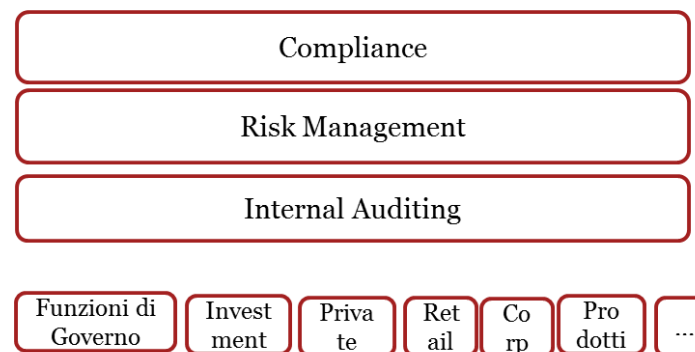 Compliance
Risk Management
Internal Auditing
Funzioni di
Governo
Invest
ment
Priva
te
Ret
ail
Co
rp
Pro
dotti
...